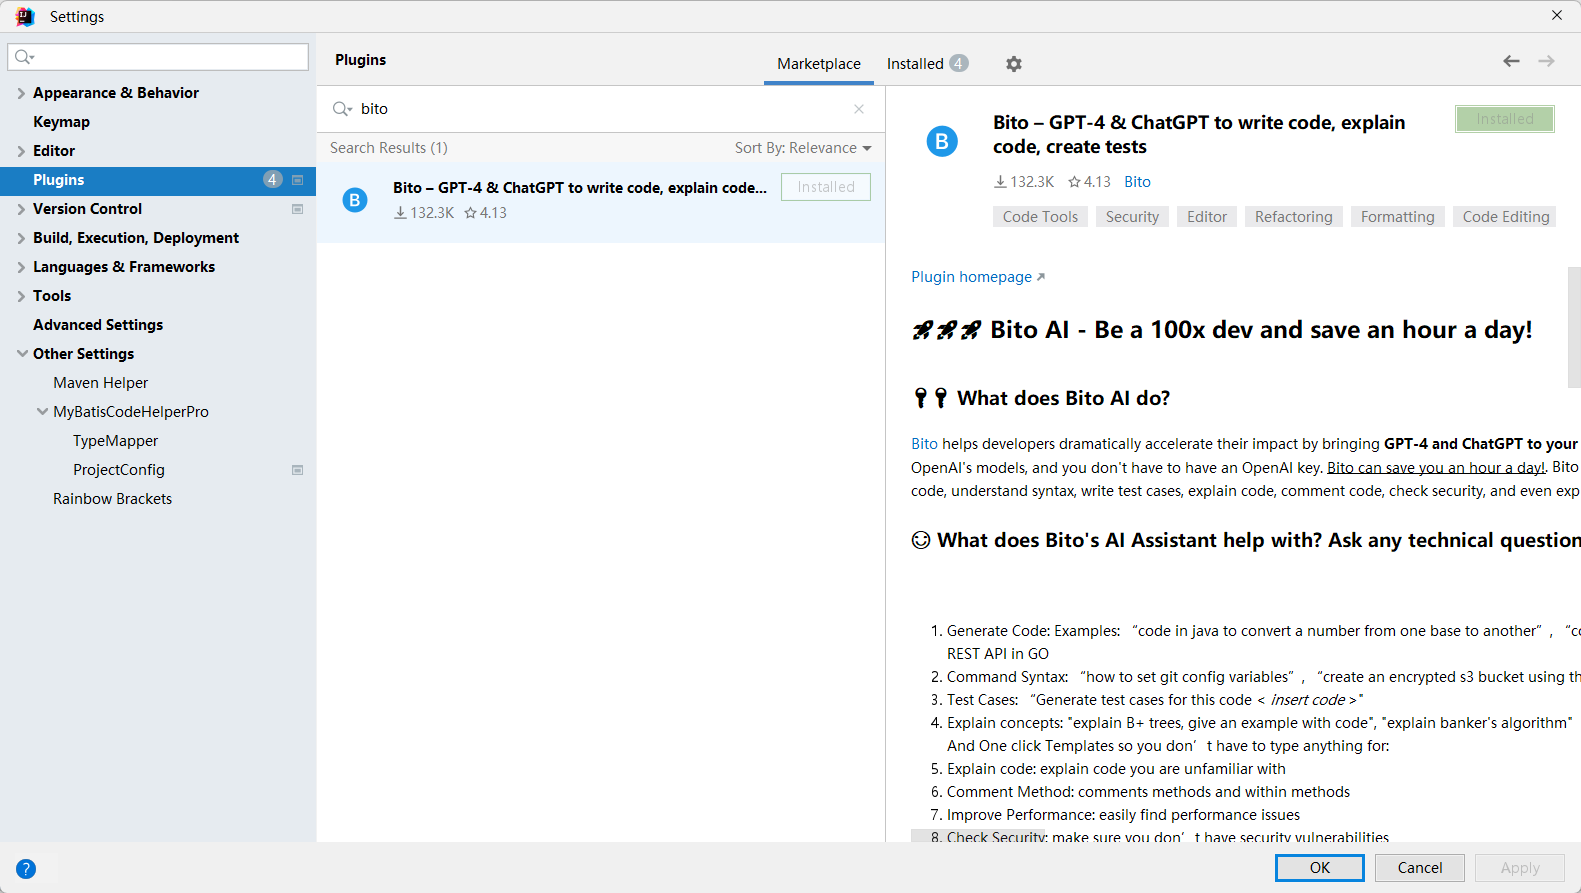 Settings
Plugins
Marketplace
Installed 4
Appearance & Behavior
Keymap
Editor
Plugins 4
Version Control
Build, Execution, Deployment
Languages & Frameworks
Tools
Advanced Settings
Other Settings
Maven Helper
MyBatisCodeHelperPro
TypeMapper
ProjectConfig
Rainbow Brackets
bito
Search Results (1)
Sort By: Relevance
B
Bito – GPT-4 & ChatGPT to write code, explain code...
Installed
132.3K 4.13
B
Bito – GPT-4 & ChatGPT to write code, explain
code, create tests
Installed
132.3K 4.13 Bito
Code Tools Security Editor Refactoring Formatting Code Editing
Plugin homepage
Bito AI - Be a 100x dev and save an hour a day!
What does Bito AI do?
Bito helps developers dramatically accelerate their impact by bringing GPT-4 and ChatGPT to your
OpenAI's models, and you don't have to have an OpenAI key. Bito can save you an hour a day!. Bito
code, understand syntax, write test cases, explain code, comment code, check security, and even exp
What does Bito's AI Assistant help with? Ask any technical question
1. Generate Code: Examples: “code in java to convert a number from one base to another”, “co
REST API in GO
2. Command Syntax: “how to set git config variables”, “create an encrypted s3 bucket using th
3. Test Cases: “Generate test cases for this code < insert code >"
4. Explain concepts: "explain B+ trees, give an example with code", "explain banker's algorithm"
And One click Templates so you don’t have to type anything for:
5. Explain code: explain code you are unfamiliar with
6. Comment Method: comments methods and within methods
7. Improve Performance: easily find performance issues
8. Check Security: make sure you don’t have security vulnerabilities
?
OK
Cancel
Apply